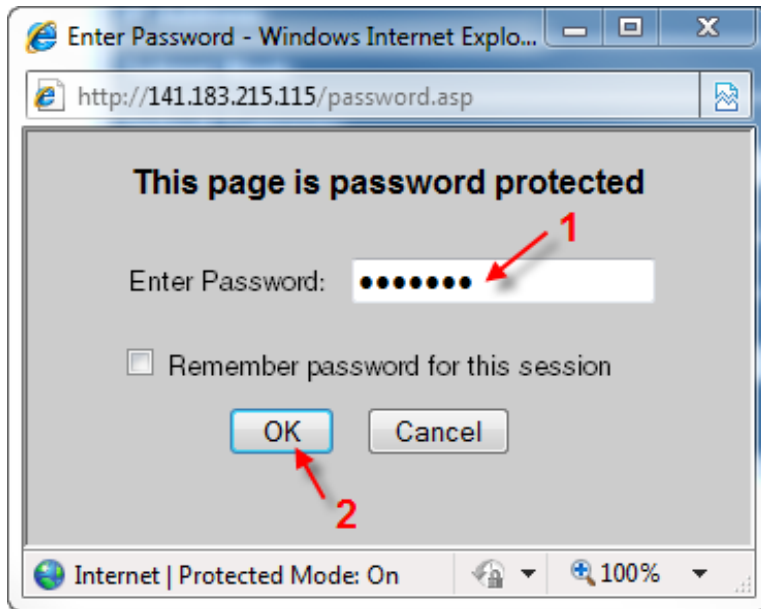 Enter Password - Windows Internet Explo...
http://141.183.215.115/password.asp
This page is password protected
1
Enter Password: •••••••
Remember password for this session
OK Cancel
2
Internet | Protected Mode: On 100%